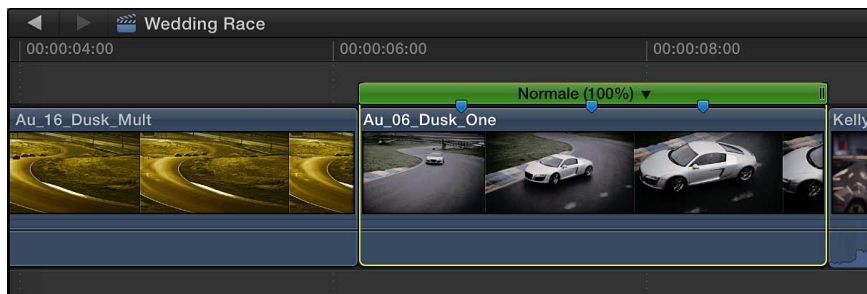 Wedding Race
00:00:04:00 00:00:06:00 00:00:08:00
Normale (100%)
Au_16_Dusk_Mult Au_06_Dusk_One Kelly